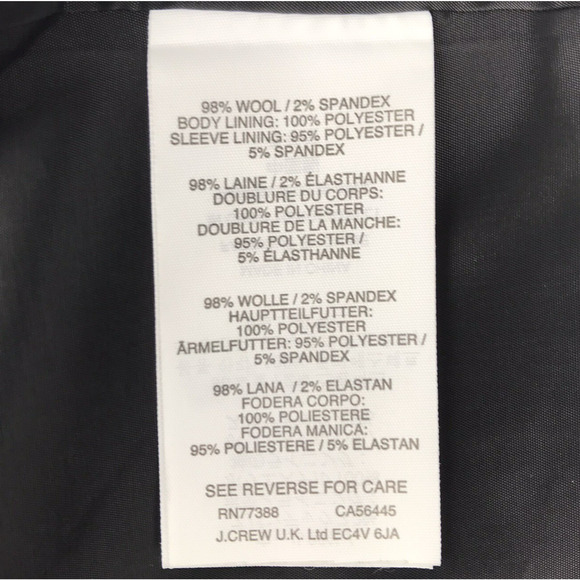 98% WOOL / 2% SPANDEX
BODY LINING: 100% POLYESTER
SLEEVE LINING: 95% POLYESTER /
5% SPANDEX
98% LAINE / 2% ÉLASTHANNE
DOUBLURE DU CORPS:
100% POLYESTER
DOUBLURE DE LA MANCHE:
95% POLYESTER /
5% ÉLASTHANNE
98% WOLLE / 2% SPANDEX
HAUPTTEILFUTTER:
100% POLYESTER
ÄRMELFUTTER: 95% POLYESTER /
5% SPANDEX
98% LANA / 2% ELASTAN
FODERA CORPO:
100% POLIESTERE
FODERA MANICA:
95% POLIESTERE / 5% ELASTAN
SEE REVERSE FOR CARE
RN77388 CA56445
J.CREW U.K. Ltd EC4V 6JA